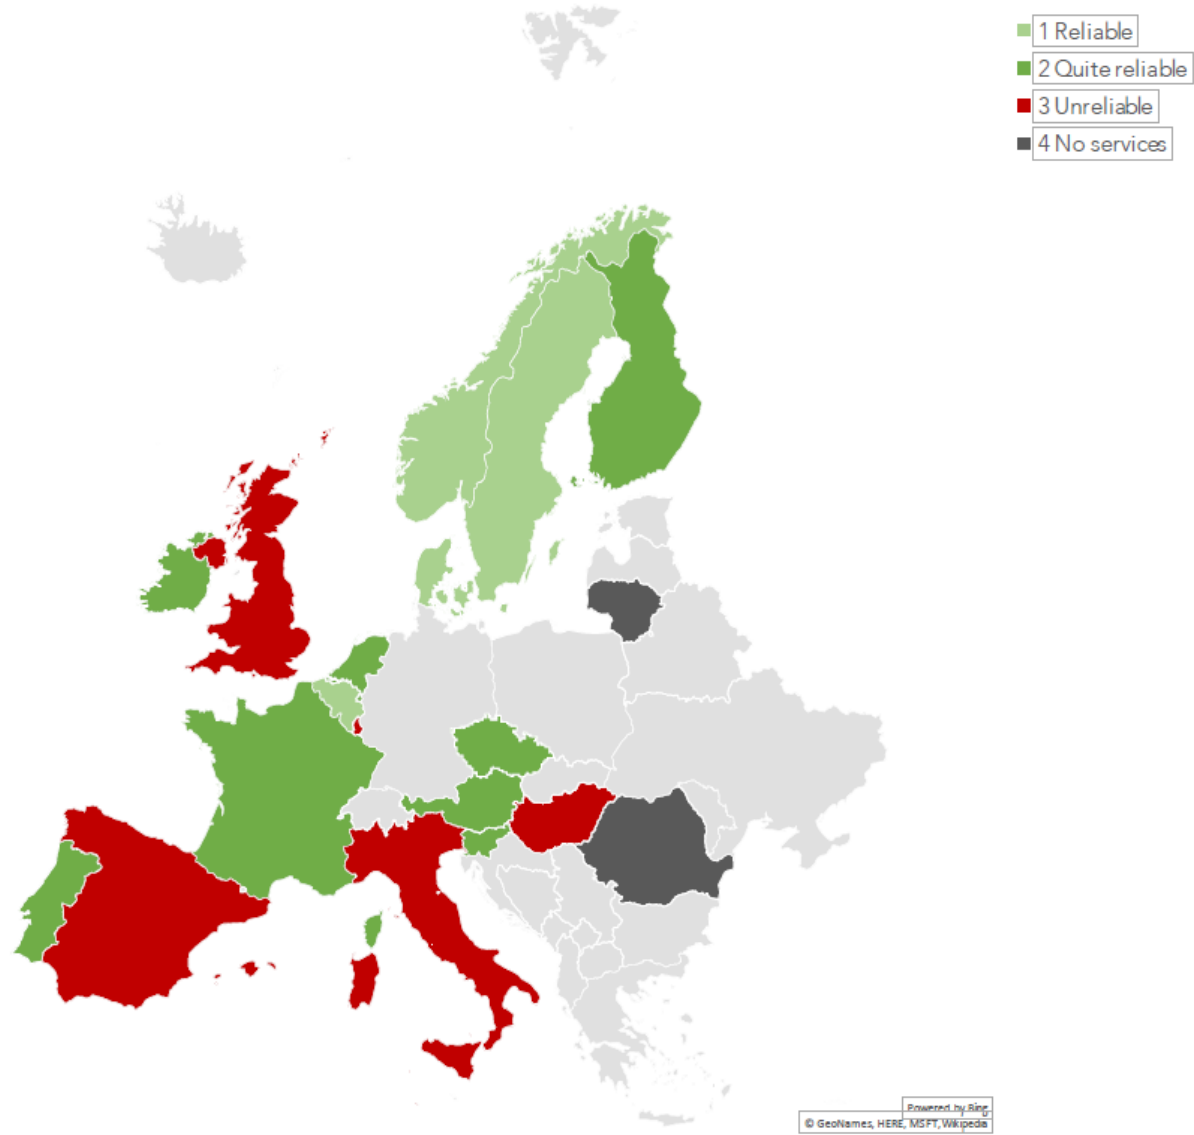 1 Reliable
2 Quite reliable
3 Unreliable
4 No services
Powered by Bing
© GeoNames, HERE, MSFT, Wikipedia